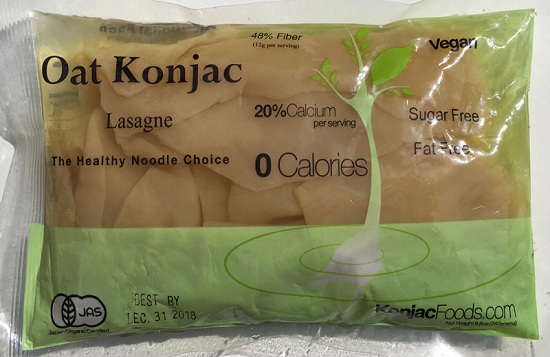 48% Fiber
(12g per serving)
Vegan
Oat Konjac
20%Calcium
per serving
Sugar Free
Lasagne
Fat Free
The Healthy Noodle Choice
0 Calories
JAS
BEST BY
DEC. 31 2018
KonjacFoods.com